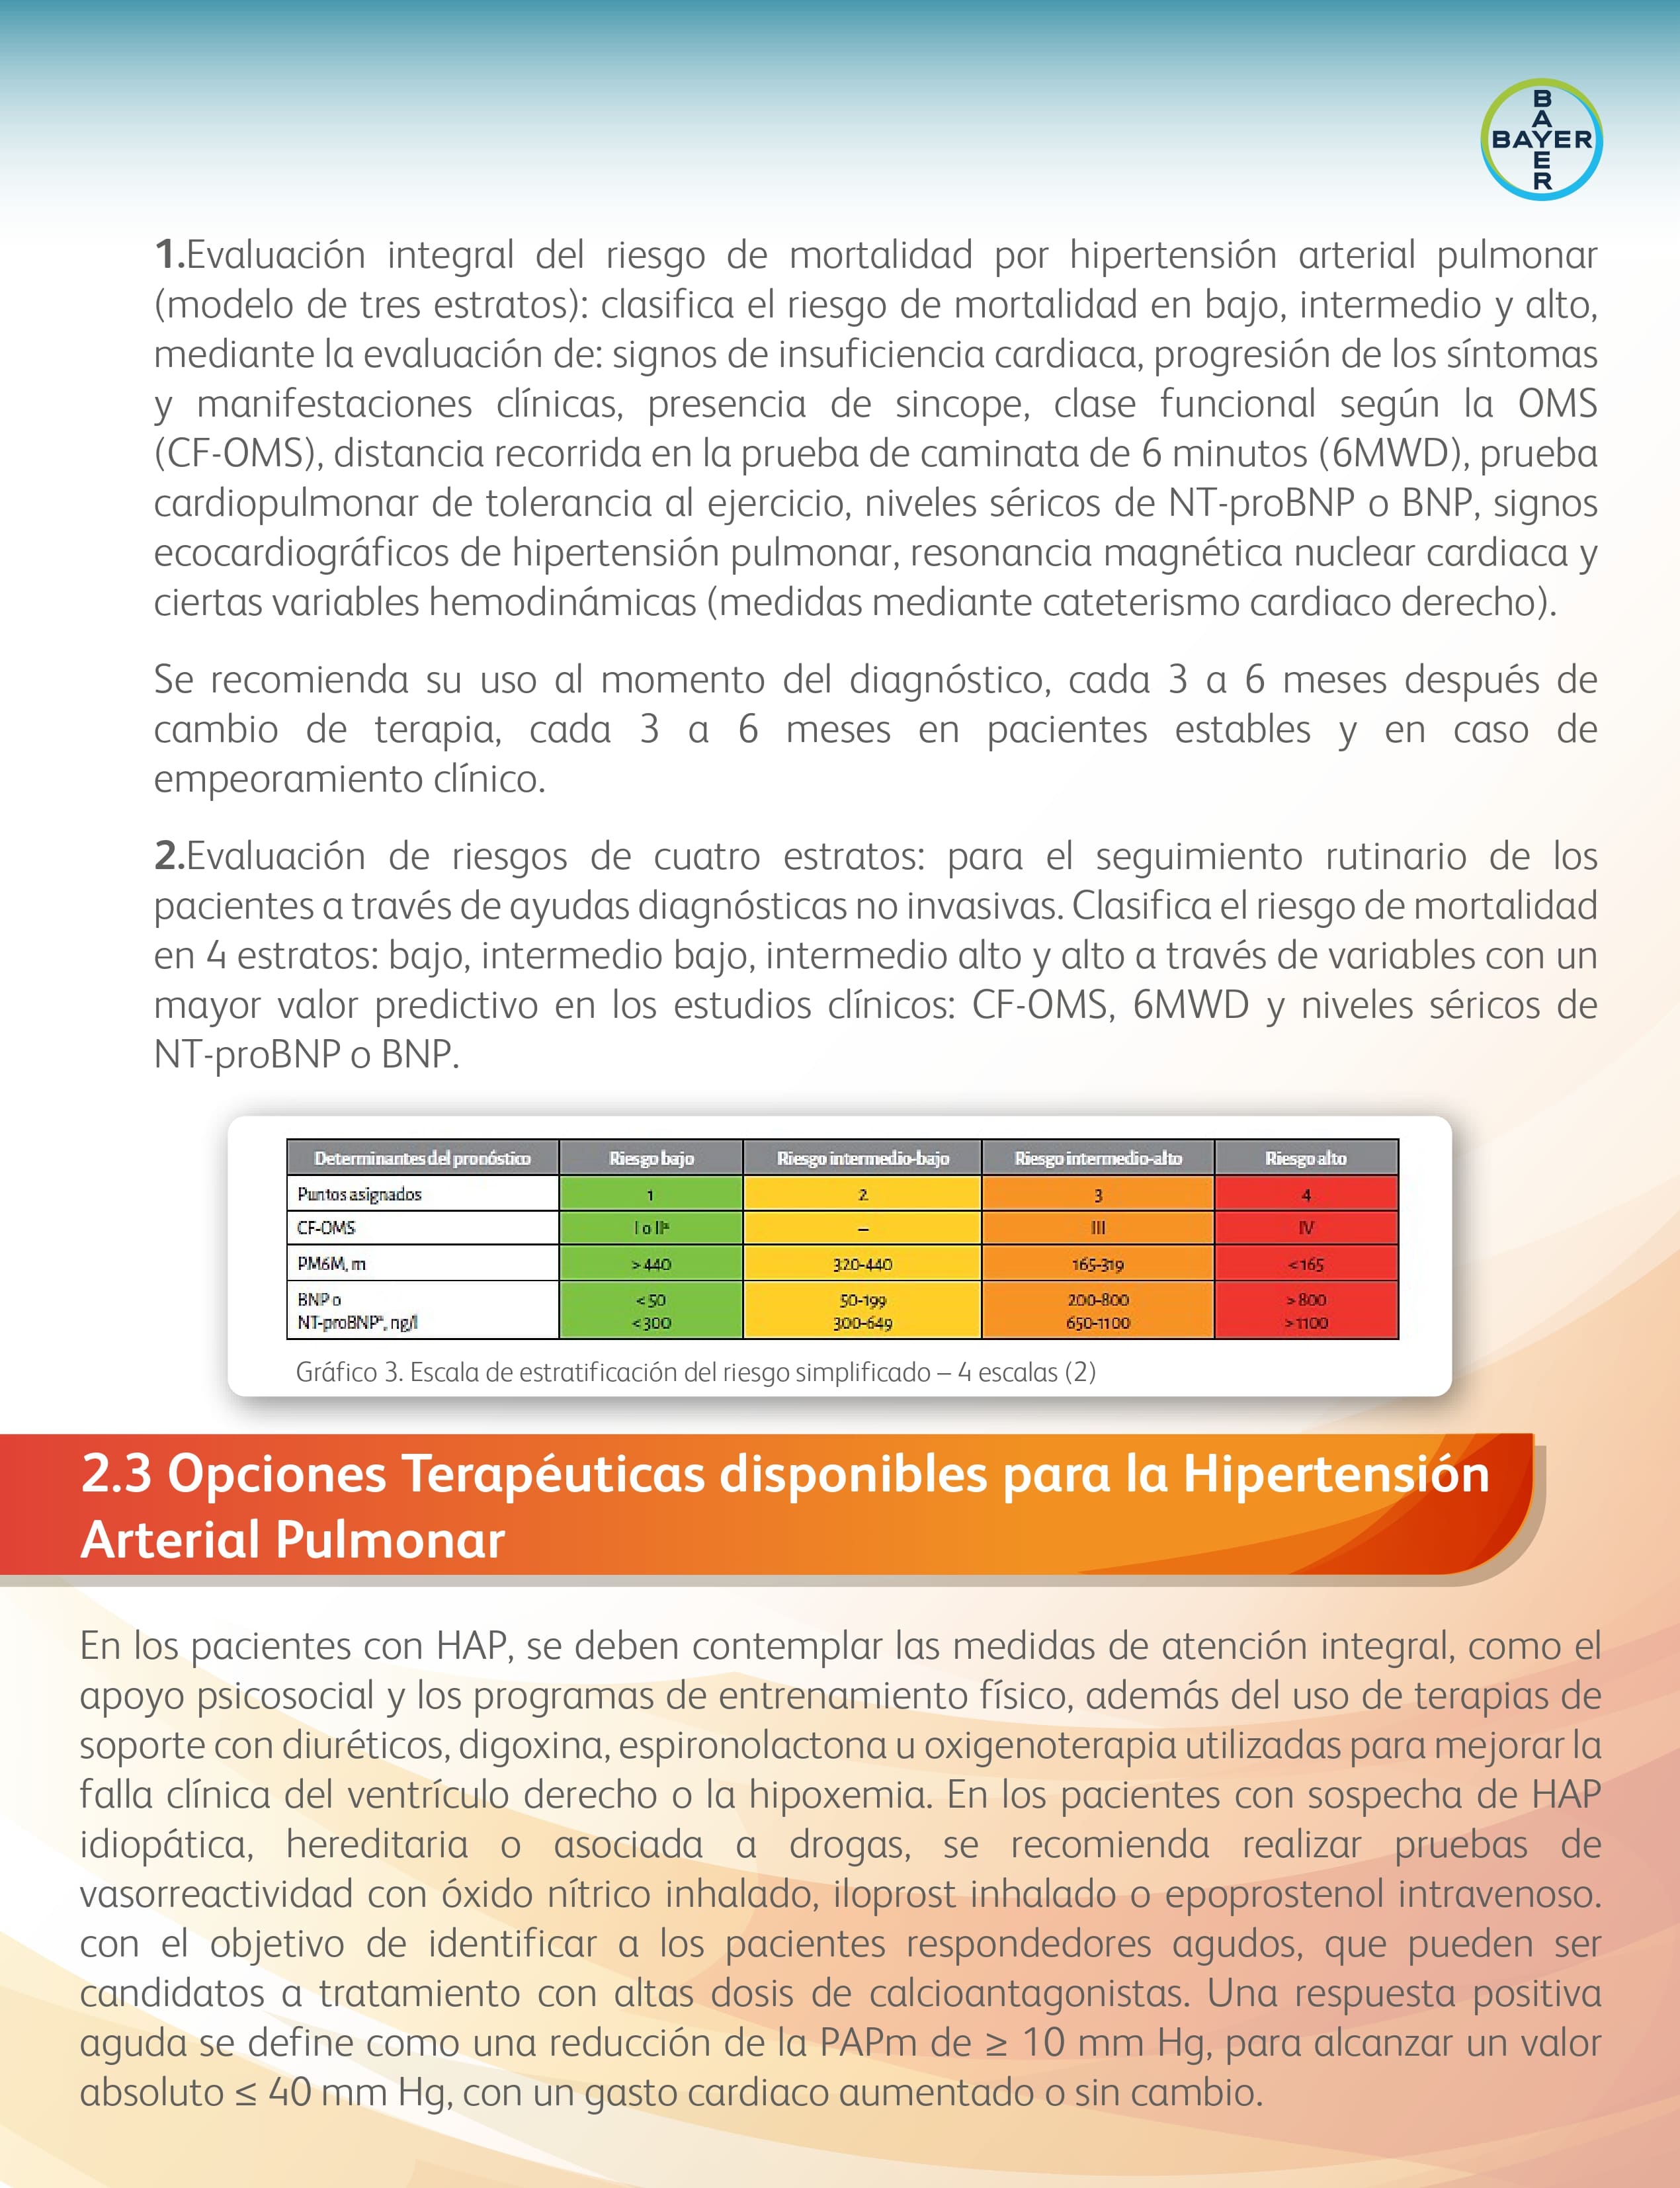 BAYER
BAYER
1.Evaluación integral del riesgo de mortalidad por hipertensión arterial pulmonar
(modelo de tres estratos): clasifica el riesgo de mortalidad en bajo, intermedio y alto,
mediante la evaluación de: signos de insuficiencia cardiaca, progresión de los síntomas
y manifestaciones clínicas, presencia de sincope, clase funcional según la OMS
(CF-OMS), distancia recorrida en la prueba de caminata de 6 minutos (6MWD), prueba
cardiopulmonar de tolerancia al ejercicio, niveles séricos de NT-proBNP o BNP, signos
ecocardiográficos de hipertensión pulmonar, resonancia magnética nuclear cardiaca y
ciertas variables hemodinámicas (medidas mediante cateterismo cardiaco derecho).
Se recomienda su uso al momento del diagnóstico, cada 3 a 6 meses después de
cambio de terapia, cada 3 a 6 meses en pacientes estables y en caso de
empeoramiento clínico.
2.Evaluación de riesgos de cuatro estratos: para el seguimiento rutinario de los
pacientes a través de ayudas diagnósticas no invasivas. Clasifica el riesgo de mortalidad
en 4 estratos: bajo, intermedio bajo, intermedio alto y alto a través de variables con un
mayor valor predictivo en los estudios clínicos: CF-OMS, 6MWD y niveles séricos de
NT-proBNP o BNP.
Determinantes del pronóstico Riesgo bajo Riesgo intermedio-bajo Riesgo intermedio-alto Riesgo alto
Puntos asignados 1 2 3 4
CF-OMS I o IIª – III IV
PM6M, m > 440 320-440 165-319 < 165
BNP o < 50 50-199 200-800 > 800
NT-proBNPª, ng/l < 300 300-649 650-1100 > 1100
Gráfico 3. Escala de estratificación del riesgo simplificado – 4 escalas (2)
2.3 Opciones Terapéuticas disponibles para la Hipertensión
Arterial Pulmonar
En los pacientes con HAP, se deben contemplar las medidas de atención integral, como el
apoyo psicosocial y los programas de entrenamiento físico, además del uso de terapias de
soporte con diuréticos, digoxina, espironolactona u oxigenoterapia utilizadas para mejorar la
falla clínica del ventrículo derecho o la hipoxemia. En los pacientes con sospecha de HAP
idiopática, hereditaria o asociada a drogas, se recomienda realizar pruebas de
vasorreactividad con óxido nítrico inhalado, iloprost inhalado o epoprostenol intravenoso.
con el objetivo de identificar a los pacientes respondedores agudos, que pueden ser
candidatos a tratamiento con altas dosis de calcioantagonistas. Una respuesta positiva
aguda se define como una reducción de la PAPm de ≥ 10 mm Hg, para alcanzar un valor
absoluto ≤ 40 mm Hg, con un gasto cardiaco aumentado o sin cambio.